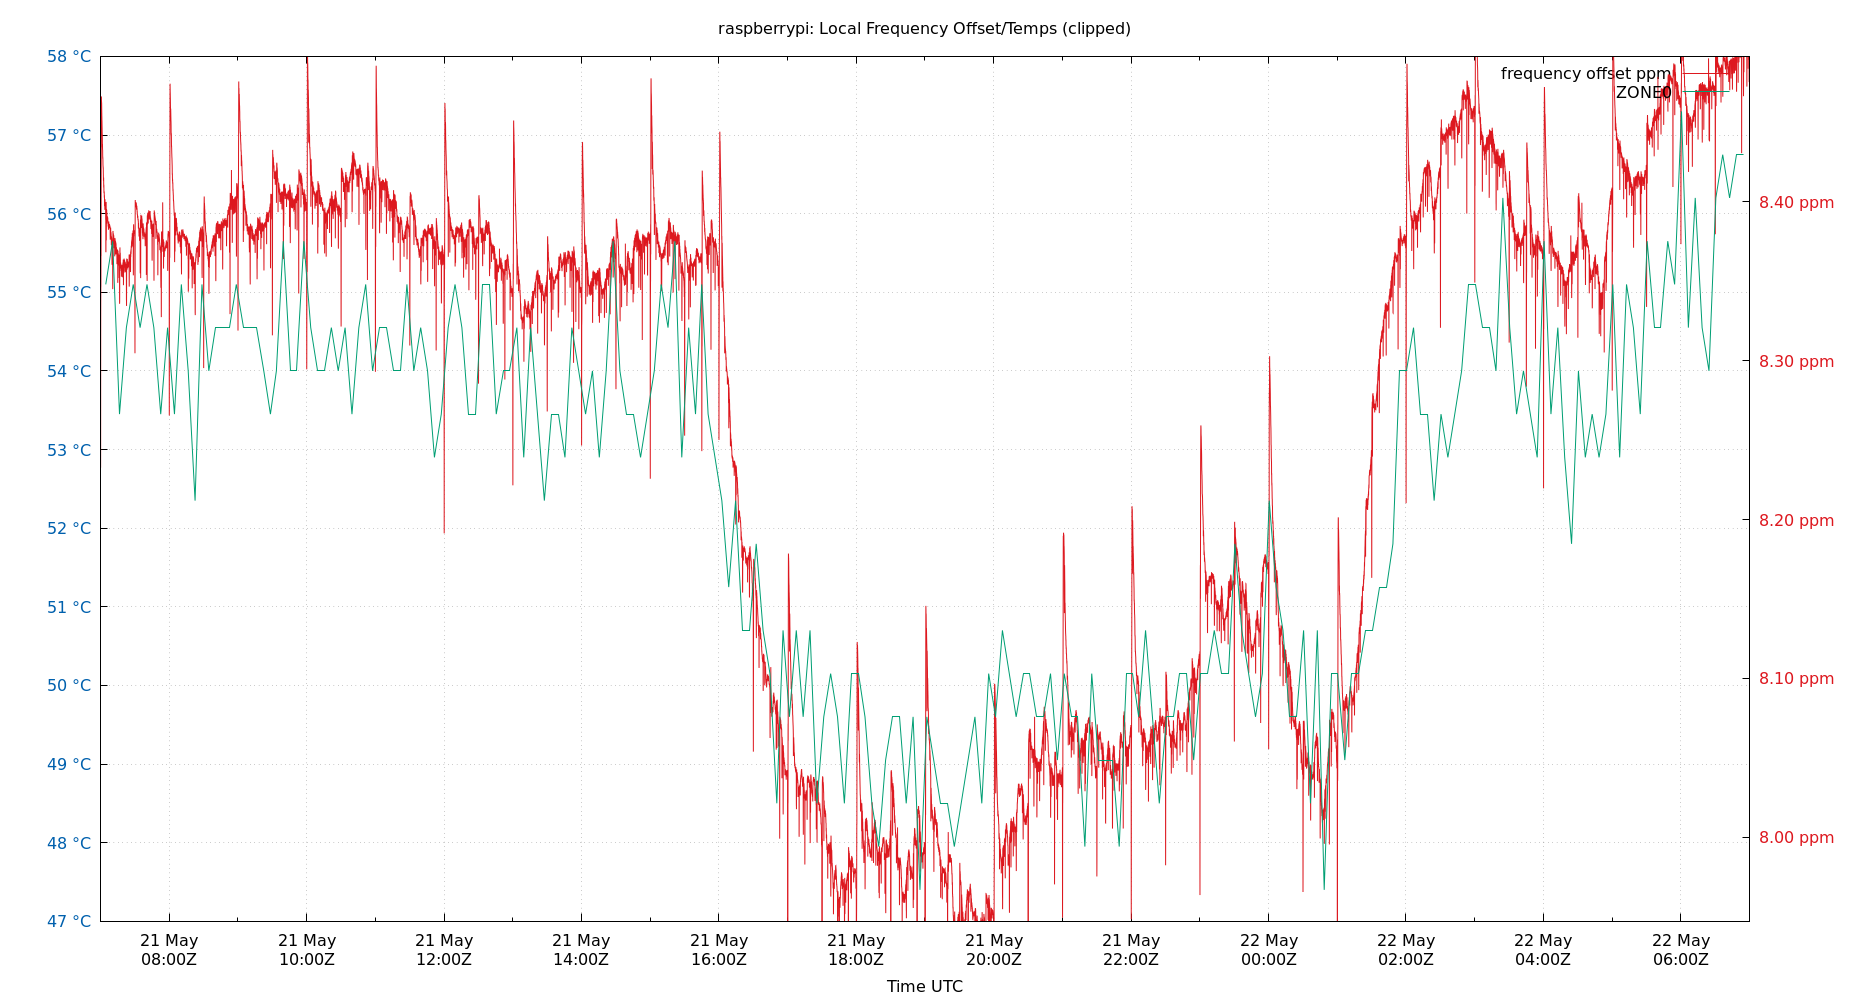 raspberrypi: Local Frequency Offset/Temps (clipped)
58 °C
57 °C
56 °C
55 °C
54 °C
53 °C
52 °C
51 °C
50 °C
49 °C
48 °C
47 °C
frequency offset ppm
ZONE0
8.40 ppm
8.30 ppm
8.20 ppm
8.10 ppm
8.00 ppm
21 May
08:00Z
21 May
10:00Z
21 May
12:00Z
21 May
14:00Z
21 May
16:00Z
21 May
18:00Z
21 May
20:00Z
21 May
22:00Z
22 May
00:00Z
22 May
02:00Z
22 May
04:00Z
22 May
06:00Z
Time UTC